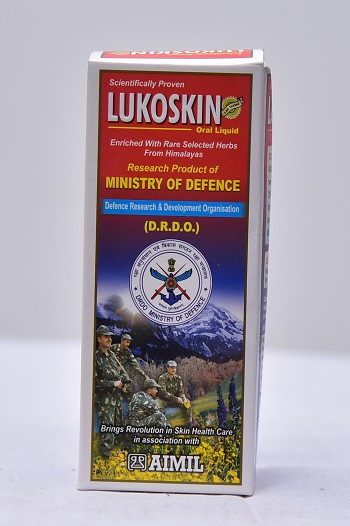 Scientifically Proven
LUKOSKIN
Oral Liquid
Enriched With Rare Selected Herbs
From Himalayas
Research Product of
MINISTRY OF DEFENCE
Defence Research & Development Organisation
(D.R.D.O.)
DRDO, MINISTRY OF DEFENCE
Brings Revolution in Skin Health Care
in association with
AIMIL